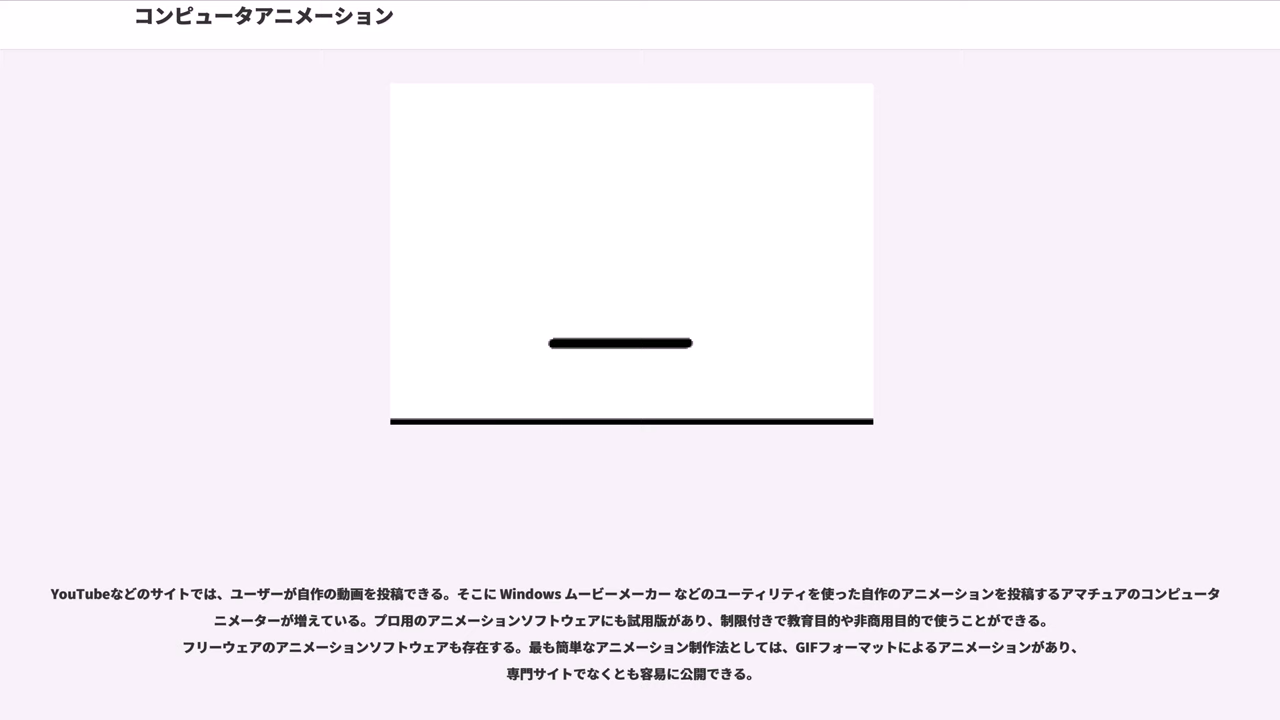 コンピュータアニメーション
YouTubeなどのサイトでは、ユーザーが自作の動画を投稿できる。そこに Windows ムービーメーカー などのユーティリティを使った自作のアニメーションを投稿するアマチュアのコンピュータ
ニメーターが増えている。プロ用のアニメーションソフトウェアにも試用版があり、制限付きで教育目的や非商用目的で使うことができる。
フリーウェアのアニメーションソフトウェアも存在する。最も簡単なアニメーション制作法としては、GIFフォーマットによるアニメーションがあり、
専門サイトでなくとも容易に公開できる。